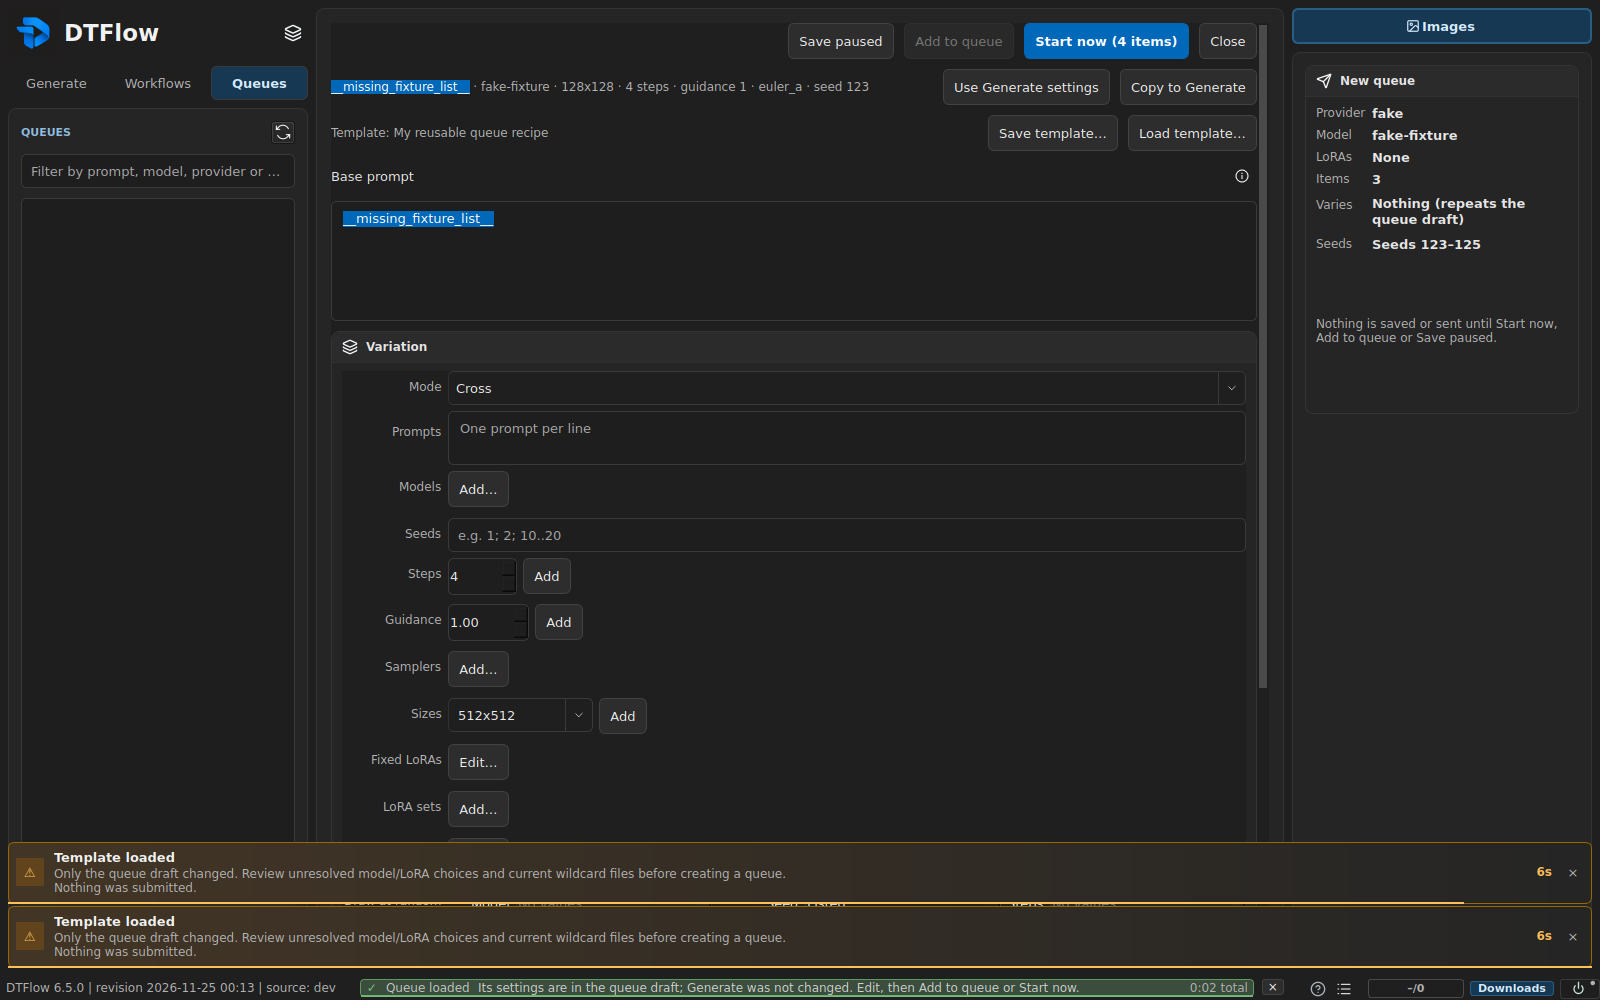 DTFlow
Generate
Workflows
Queues
QUEUES
Filter by prompt, model, provider or ...
Save paused
Add to queue
Start now (4 items)
Close
__missing_fixture_list__ · fake-fixture · 128x128 · 4 steps · guidance 1 · euler_a · seed 123
Use Generate settings
Copy to Generate
Template: My reusable queue recipe
Save template...
Load template...
Base prompt
__missing_fixture_list__
Variation
Mode
Cross
Prompts
One prompt per line
Models
Add...
Seeds
e.g. 1; 2; 10..20
Steps
4
Add
Guidance
1.00
Add
Samplers
Add...
Sizes
512x512
Add
Fixed LoRAs
Edit...
LoRA sets
Add...
Images
New queue
Provider fake
Model fake-fixture
LoRAs None
Items 3
Varies Nothing (repeats the
queue draft)
Seeds Seeds 123–125
Nothing is saved or sent until Start now,
Add to queue or Save paused.
Template loaded
Only the queue draft changed. Review unresolved model/LoRA choices and current wildcard files before creating a queue.
Nothing was submitted.
6s ×
Template loaded
Only the queue draft changed. Review unresolved model/LoRA choices and current wildcard files before creating a queue.
Nothing was submitted.
6s ×
DTFlow 6.5.0 | revision 2026-11-25 00:13 | source: dev
✓ Queue loaded Its settings are in the queue draft; Generate was not changed. Edit, then Add to queue or Start now. 0:02 total
×
–/0
Downloads